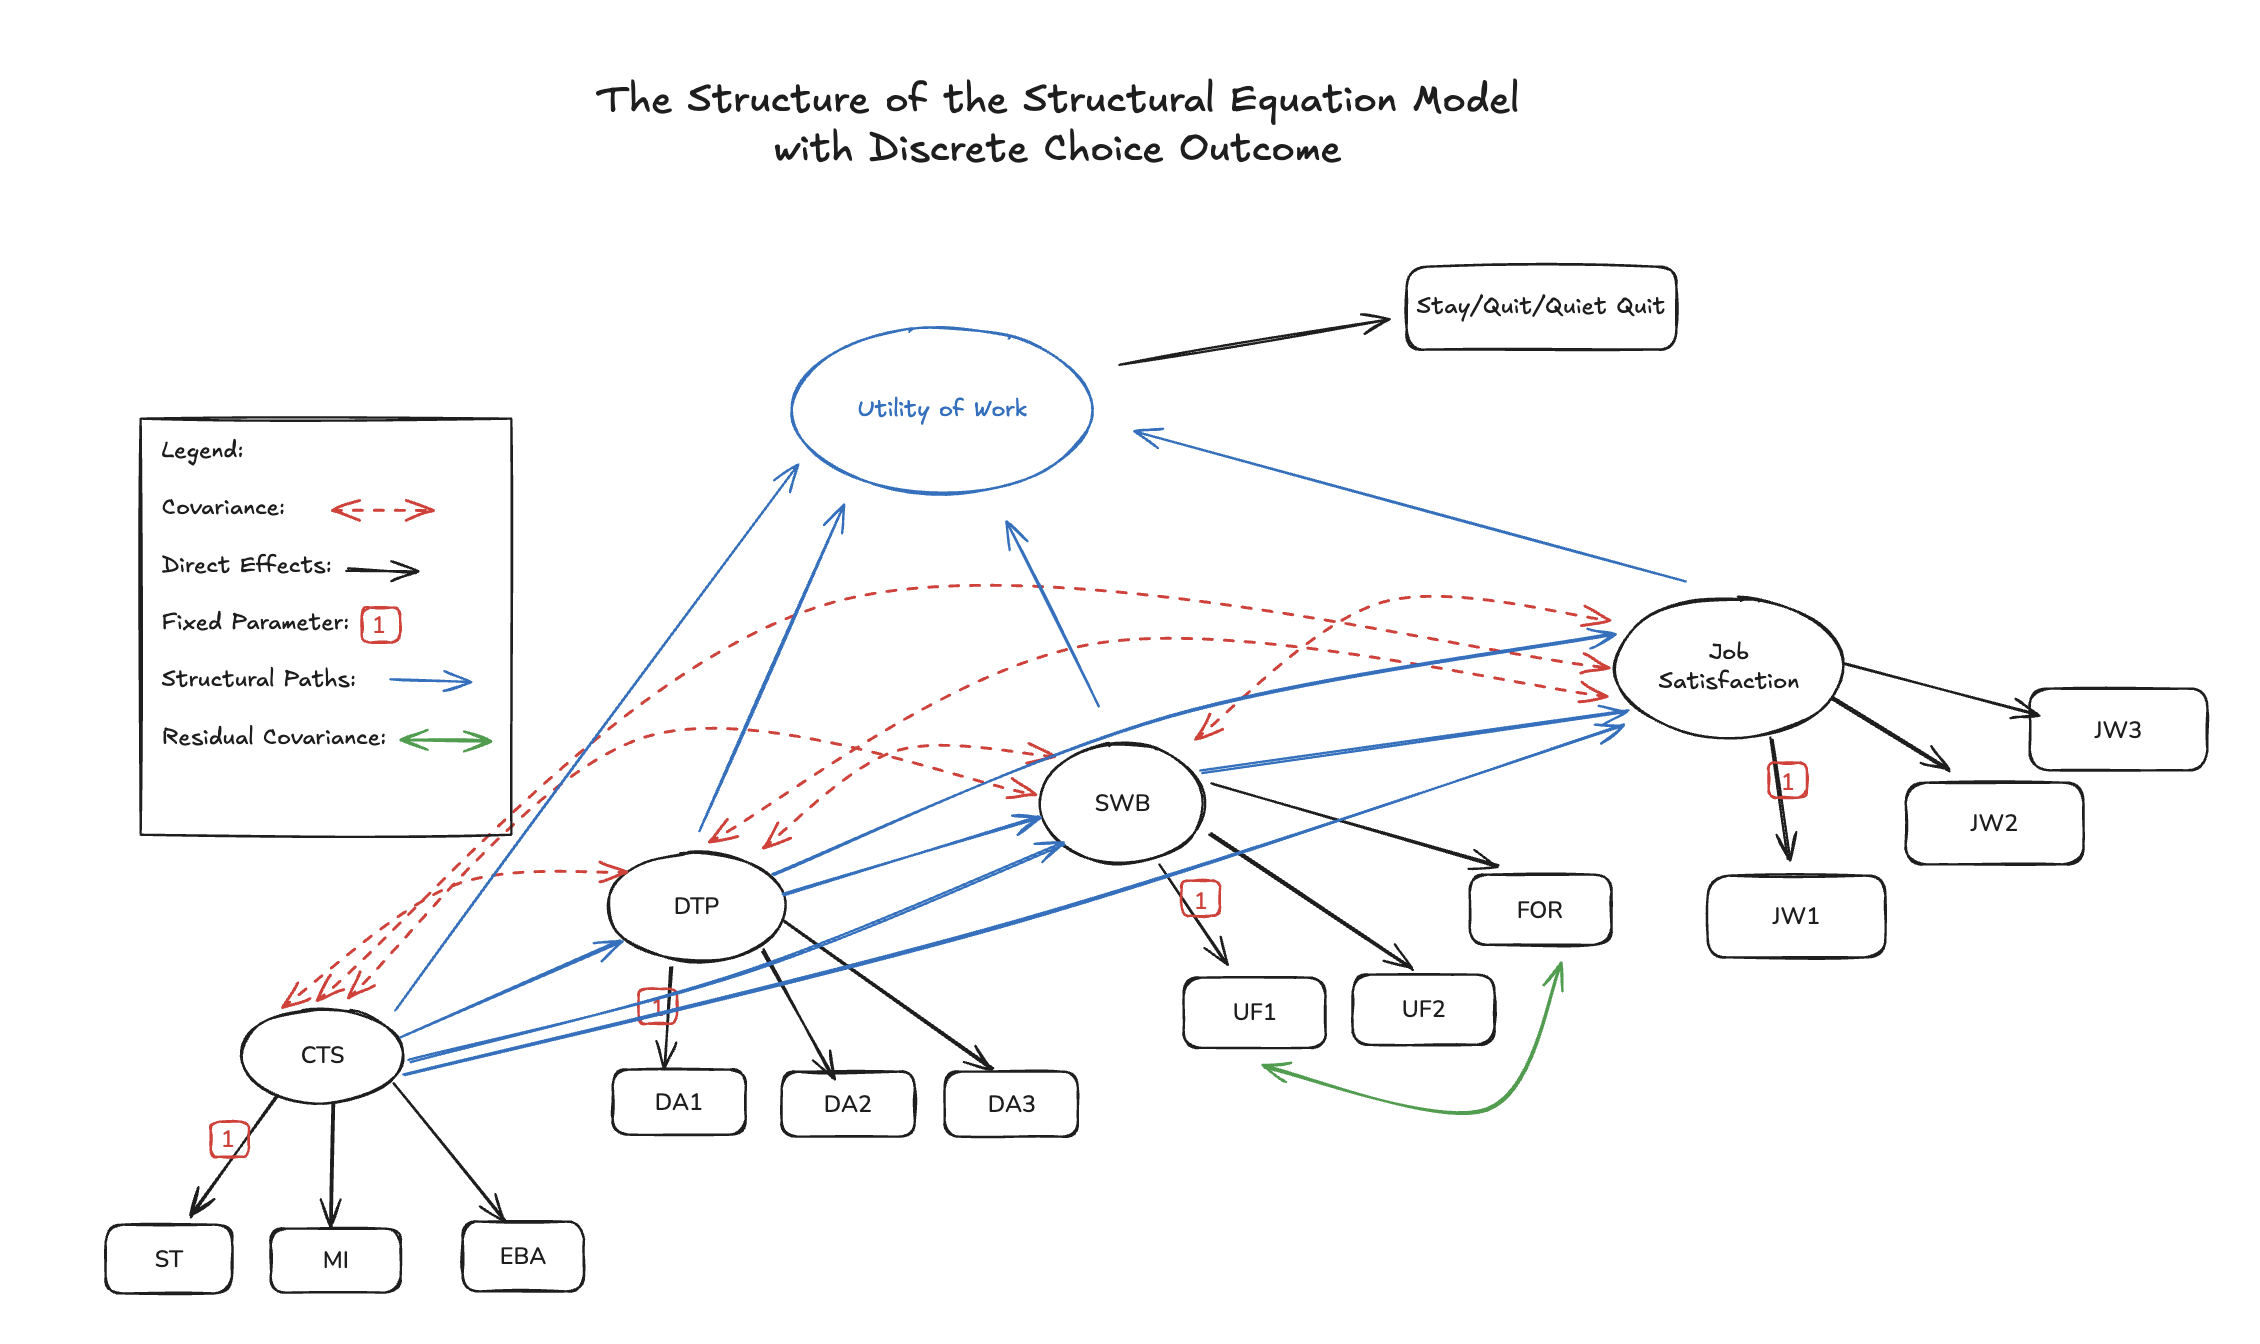 The Structure of the Structural Equation Model
with Discrete Choice Outcome
Stay/Quit/Quiet Quit
Utility of Work
Legend:
Covariance:
Direct Effects:
Fixed Parameter: 1
Structural Paths:
Residual Covariance:
Job
Satisfaction
JW3
1
JW2
SWB
1
FOR
JW1
DTP
1
UF1
UF2
CTS
DA1
DA2
DA3
1
ST
MI
EBA